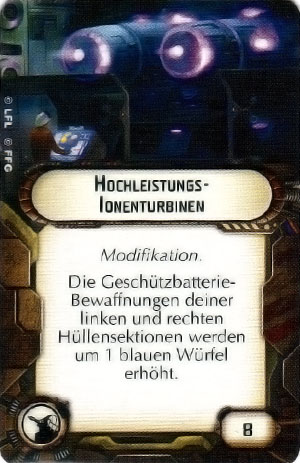 © LFL © FFG
HOCHLEISTUNGS-
IONENTURBINEN
Modifikation.
Die Geschützbatterie-
Bewaffnungen deiner
linken und rechten
Hüllensektionen werden
um 1 blauen Würfel
erhöht.
8